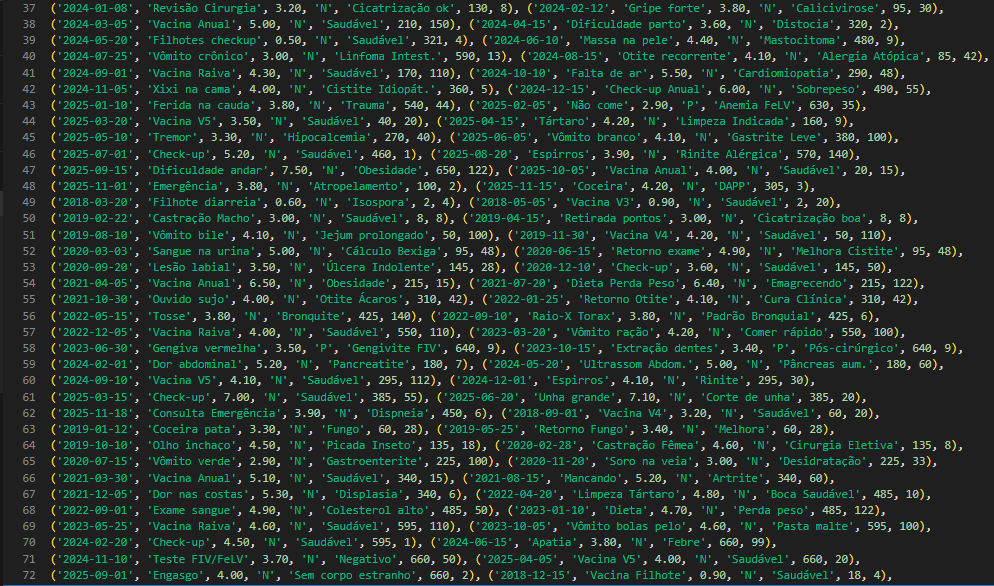 37 ('2024-01-08', 'Revisão Cirurgia', 3.20, 'N', 'Cicatrização ok', 130, 8), ('2024-02-12', 'Gripe forte', 3.80, 'N', 'Calicivirose', 95, 30),
38 ('2024-03-05', 'Vacina Anual', 5.00, 'N', 'Saudável', 210, 150), ('2024-04-15', 'Dificuldade parto', 3.60, 'N', 'Distocia', 320, 2),
39 ('2024-05-20', 'Filhotes checkup', 0.50, 'N', 'Saudável', 321, 4), ('2024-06-10', 'Massa na pele', 4.40, 'N', 'Mastocitoma', 480, 9),
40 ('2024-07-25', 'Vômito crônico', 3.00, 'N', 'Linfoma Intest.', 590, 13), ('2024-08-15', 'Otite recorrente', 4.10, 'N', 'Alergia Atópica', 85, 42),
41 ('2024-09-01', 'Vacina Raiva', 4.30, 'N', 'Saudável', 170, 110), ('2024-10-10', 'Falta de ar', 5.50, 'N', 'Cardiomiopatia', 290, 48),
42 ('2024-11-05', 'Xixi na cama', 4.00, 'N', 'Cistite Idiopát.', 360, 5), ('2024-12-15', 'Check-up Anual', 6.00, 'N', 'Sobrepeso', 490, 55),
43 ('2025-01-10', 'Ferida na cauda', 3.80, 'N', 'Trauma', 540, 44), ('2025-02-05', 'Não come', 2.90, 'P', 'Anemia FeLV', 630, 35),
44 ('2025-03-20', 'Vacina V5', 3.50, 'N', 'Saudável', 40, 20), ('2025-04-15', 'Tártaro', 4.20, 'N', 'Limpeza Indicada', 160, 9),
45 ('2025-05-10', 'Tremor', 3.30, 'N', 'Hipocalcemia', 270, 40), ('2025-06-05', 'Vômito branco', 4.10, 'N', 'Gastrite Leve', 380, 100),
46 ('2025-07-01', 'Check-up', 5.20, 'N', 'Saudável', 460, 1), ('2025-08-20', 'Espirros', 3.90, 'N', 'Rinite Alérgica', 570, 140),
47 ('2025-09-15', 'Dificuldade andar', 7.50, 'N', 'Obesidade', 650, 122), ('2025-10-05', 'Vacina Anual', 4.00, 'N', 'Saudável', 20, 15),
48 ('2025-11-01', 'Emergência', 3.80, 'N', 'Atropelamento', 100, 2), ('2025-11-15', 'Coceira', 4.20, 'N', 'DAPP', 305, 3),
49 ('2018-03-20', 'Filhote diarreia', 0.60, 'N', 'Isospora', 2, 4), ('2018-05-05', 'Vacina V3', 0.90, 'N', 'Saudável', 2, 20),
50 ('2019-02-22', 'Castração Macho', 3.00, 'N', 'Saudável', 8, 8), ('2019-04-15', 'Retirada pontos', 3.00, 'N', 'Cicatrização boa', 8, 8),
51 ('2019-08-10', 'Vômito bile', 4.10, 'N', 'Jejum prolongado', 50, 100), ('2019-11-30', 'Vacina V4', 4.20, 'N', 'Saudável', 50, 110),
52 ('2020-03-03', 'Sangue na urina', 5.00, 'N', 'Cálculo Bexiga', 95, 48), ('2020-06-15', 'Retorno exame', 4.90, 'N', 'Melhora Cistite', 95, 48),
53 ('2020-09-20', 'Lesão labial', 3.50, 'N', 'Úlcera Indolente', 145, 28), ('2020-12-10', 'Check-up', 3.60, 'N', 'Saudável', 145, 50),
54 ('2021-04-05', 'Vacina Anual', 6.50, 'N', 'Obesidade', 215, 15), ('2021-07-20', 'Dieta Perda Peso', 6.40, 'N', 'Emagrecendo', 215, 122),
55 ('2021-10-30', 'Ouvido sujo', 4.00, 'N', 'Otite Ácaros', 310, 42), ('2022-01-25', 'Retorno Otite', 4.10, 'N', 'Cura Clínica', 310, 42),
56 ('2022-05-15', 'Tosse', 3.80, 'N', 'Bronquite', 425, 140), ('2022-09-10', 'Raio-X Torax', 3.80, 'N', 'Padrão Bronquial', 425, 6),
57 ('2022-12-05', 'Vacina Raiva', 4.00, 'N', 'Saudável', 550, 110), ('2023-03-20', 'Vômito ração', 4.20, 'N', 'Comer rápido', 550, 100),
58 ('2023-06-30', 'Gengiva vermelha', 3.50, 'P', 'Gengivite FIV', 640, 9), ('2023-10-15', 'Extração dentes', 3.40, 'P', 'Pós-cirúrgico', 640, 9),
59 ('2024-02-01', 'Dor abdominal', 5.20, 'N', 'Pancreatite', 180, 7), ('2024-05-20', 'Ultrassom Abdom.', 5.00, 'N', 'Pâncreas aum.', 180, 60),
60 ('2024-09-10', 'Vacina V5', 4.10, 'N', 'Saudável', 295, 112), ('2024-12-01', 'Espirros', 4.10, 'N', 'Rinite', 295, 30),
61 ('2025-03-15', 'Check-up', 7.00, 'N', 'Saudável', 385, 55), ('2025-06-20', 'Unha grande', 7.10, 'N', 'Corte de unha', 385, 20),
62 ('2025-11-18', 'Consulta Emergência', 3.90, 'N', 'Dispneia', 450, 6), ('2018-09-01', 'Vacina V4', 3.20, 'N', 'Saudável', 60, 20),
63 ('2019-01-12', 'Coceira pata', 3.30, 'N', 'Fungo', 60, 28), ('2019-05-25', 'Retorno Fungo', 3.40, 'N', 'Melhora', 60, 28),
64 ('2019-10-10', 'Olho inchaço', 4.50, 'N', 'Picada Inseto', 135, 18), ('2020-02-28', 'Castração Fêmea', 4.60, 'N', 'Cirurgia Eletiva', 135, 8),
65 ('2020-07-15', 'Vômito verde', 2.90, 'N', 'Gastroenterite', 225, 100), ('2020-11-20', 'Soro na veia', 3.00, 'N', 'Desidratação', 225, 33),
66 ('2021-03-30', 'Vacina Anual', 5.10, 'N', 'Saudável', 340, 15), ('2021-08-15', 'Mancando', 5.20, 'N', 'Artrite', 340, 60),
67 ('2021-12-05', 'Dor nas costas', 5.30, 'N', 'Displasia', 340, 6), ('2022-04-20', 'Limpeza Tártaro', 4.80, 'N', 'Boca Saudável', 485, 10),
68 ('2022-09-01', 'Exame sangue', 4.90, 'N', 'Colesterol alto', 485, 50), ('2023-01-10', 'Dieta', 4.70, 'N', 'Perda peso', 485, 122),
69 ('2023-05-25', 'Vacina Raiva', 4.60, 'N', 'Saudável', 595, 110), ('2023-10-05', 'Vômito bolas pelo', 4.60, 'N', 'Pasta malte', 595, 100),
70 ('2024-02-20', 'Check-up', 4.50, 'N', 'Saudável', 595, 1), ('2024-06-15', 'Apatia', 3.80, 'N', 'Febre', 660, 99),
71 ('2024-11-10', 'Teste FIV/FeLV', 3.70, 'N', 'Negativo', 660, 50), ('2025-04-05', 'Vacina V5', 4.00, 'N', 'Saudável', 660, 20),
72 ('2025-09-01', 'Engasgo', 4.00, 'N', 'Sem corpo estranho', 660, 2), ('2018-12-15', 'Vacina Filhote', 0.90, 'N', 'Saudável', 18, 4),